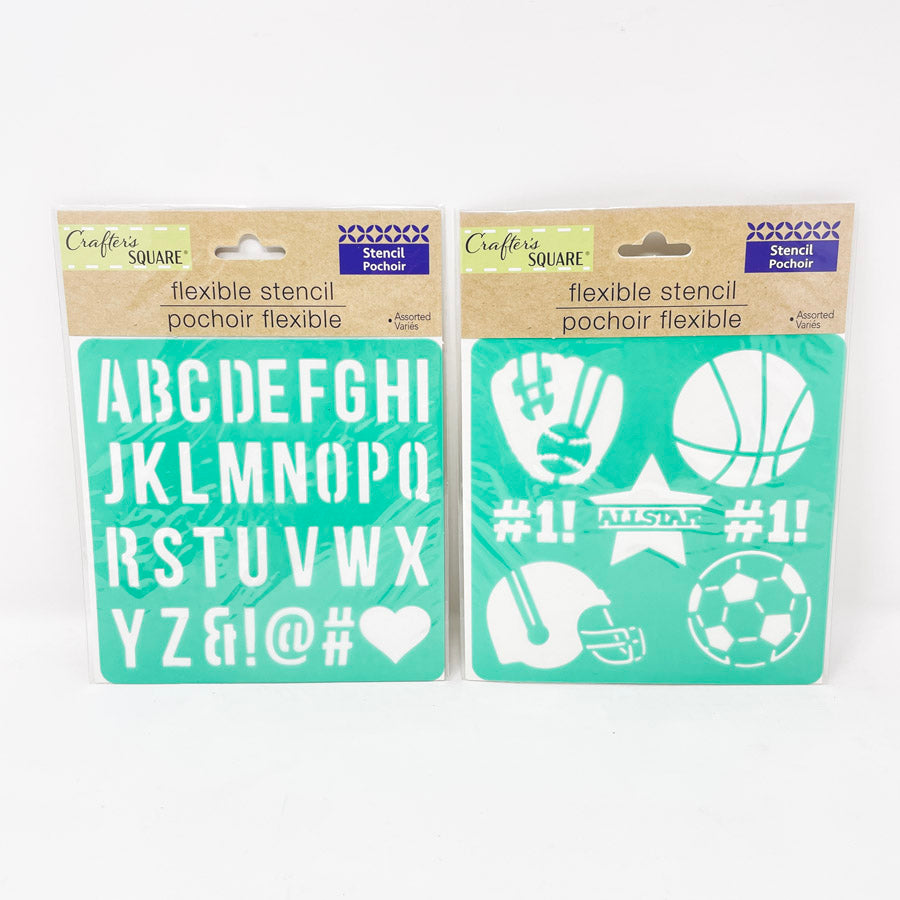 Crafter's
SQUARE®
Stencil
Pochoir
flexible stencil
pochoir flexible
• Assorted
Variés
ABCDEFGHI
JKLMNOPQ
RSTUVWX
YZ&!@#
Crafter's
SQUARE®
Stencil
Pochoir
flexible stencil
pochoir flexible
• Assorted
Variés
#1!
ALLSTAR
#1!